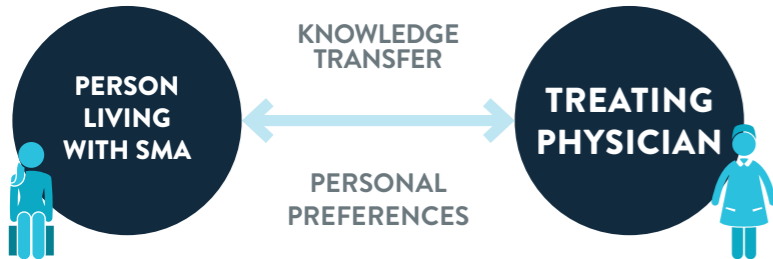 PERSON
LIVING
WITH SMA
KNOWLEDGE
TRANSFER
PERSONAL
PREFERENCES
TREATING
PHYSICIAN